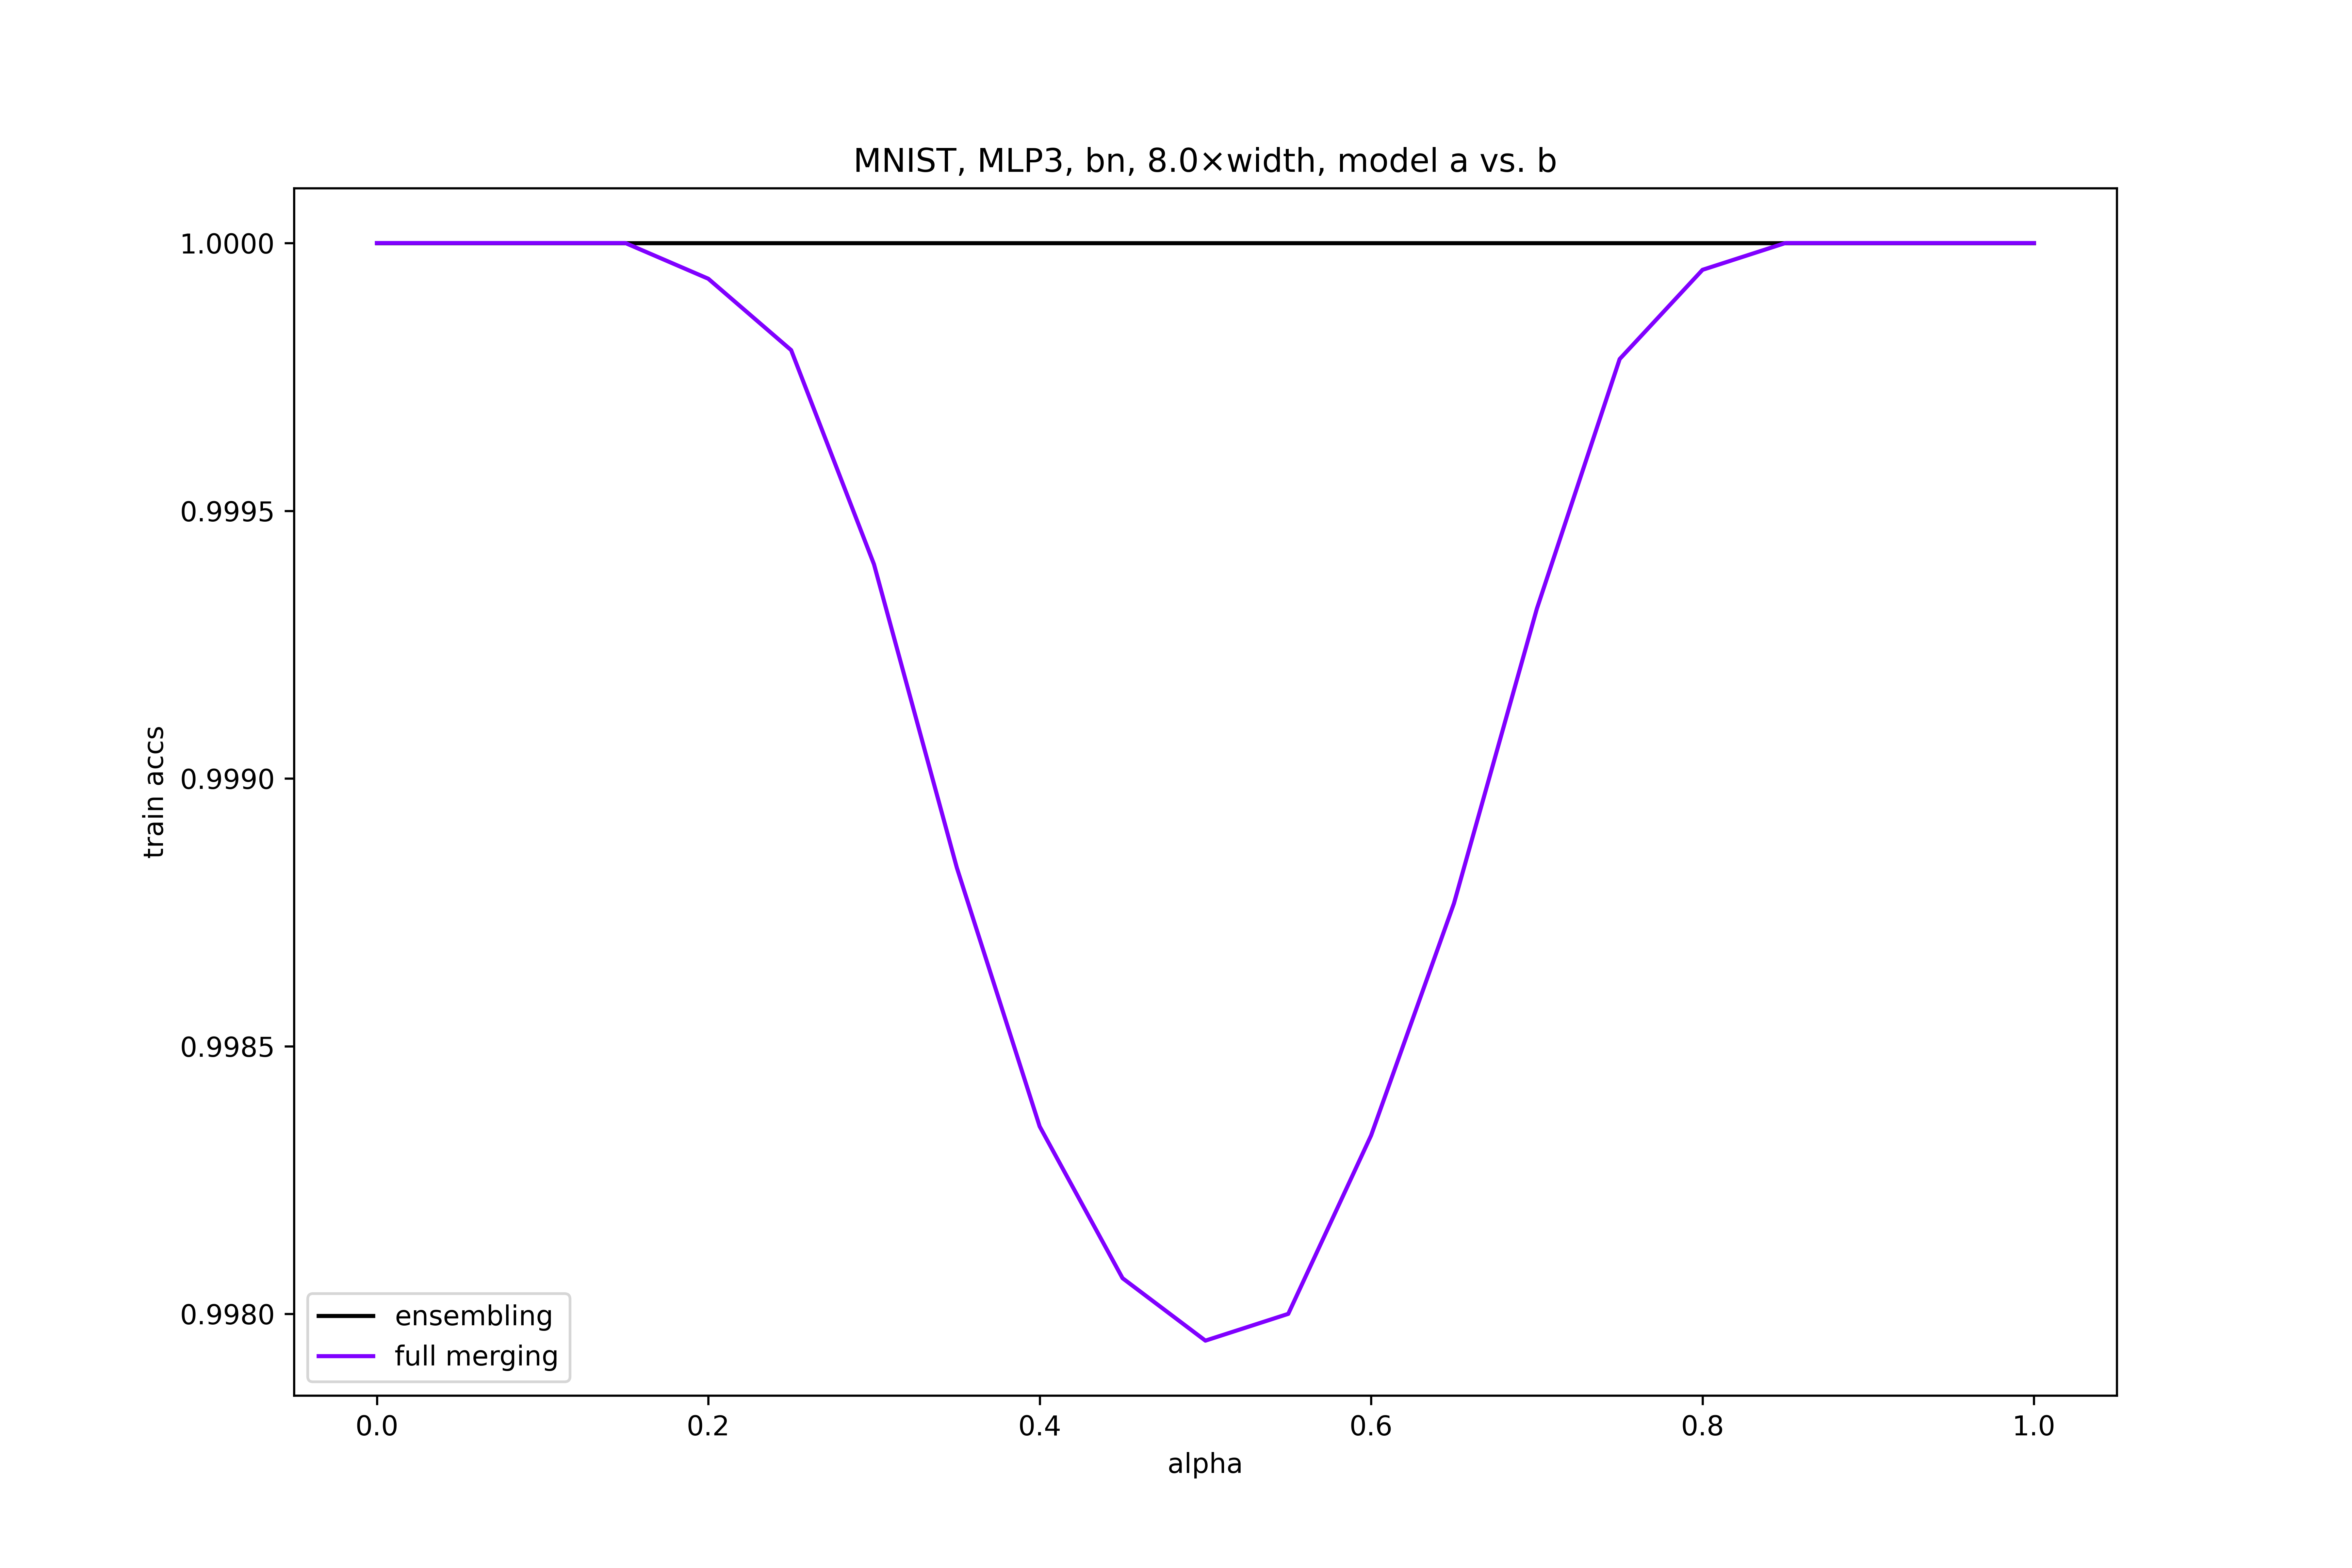 MNIST, MLP3, bn, 8.0×width, model a vs. b
1.0000
0.9995
0.9990
0.9985
0.9980
train accs
ensembling
full merging
0.0 0.2 0.4 0.6 0.8 1.0
alpha